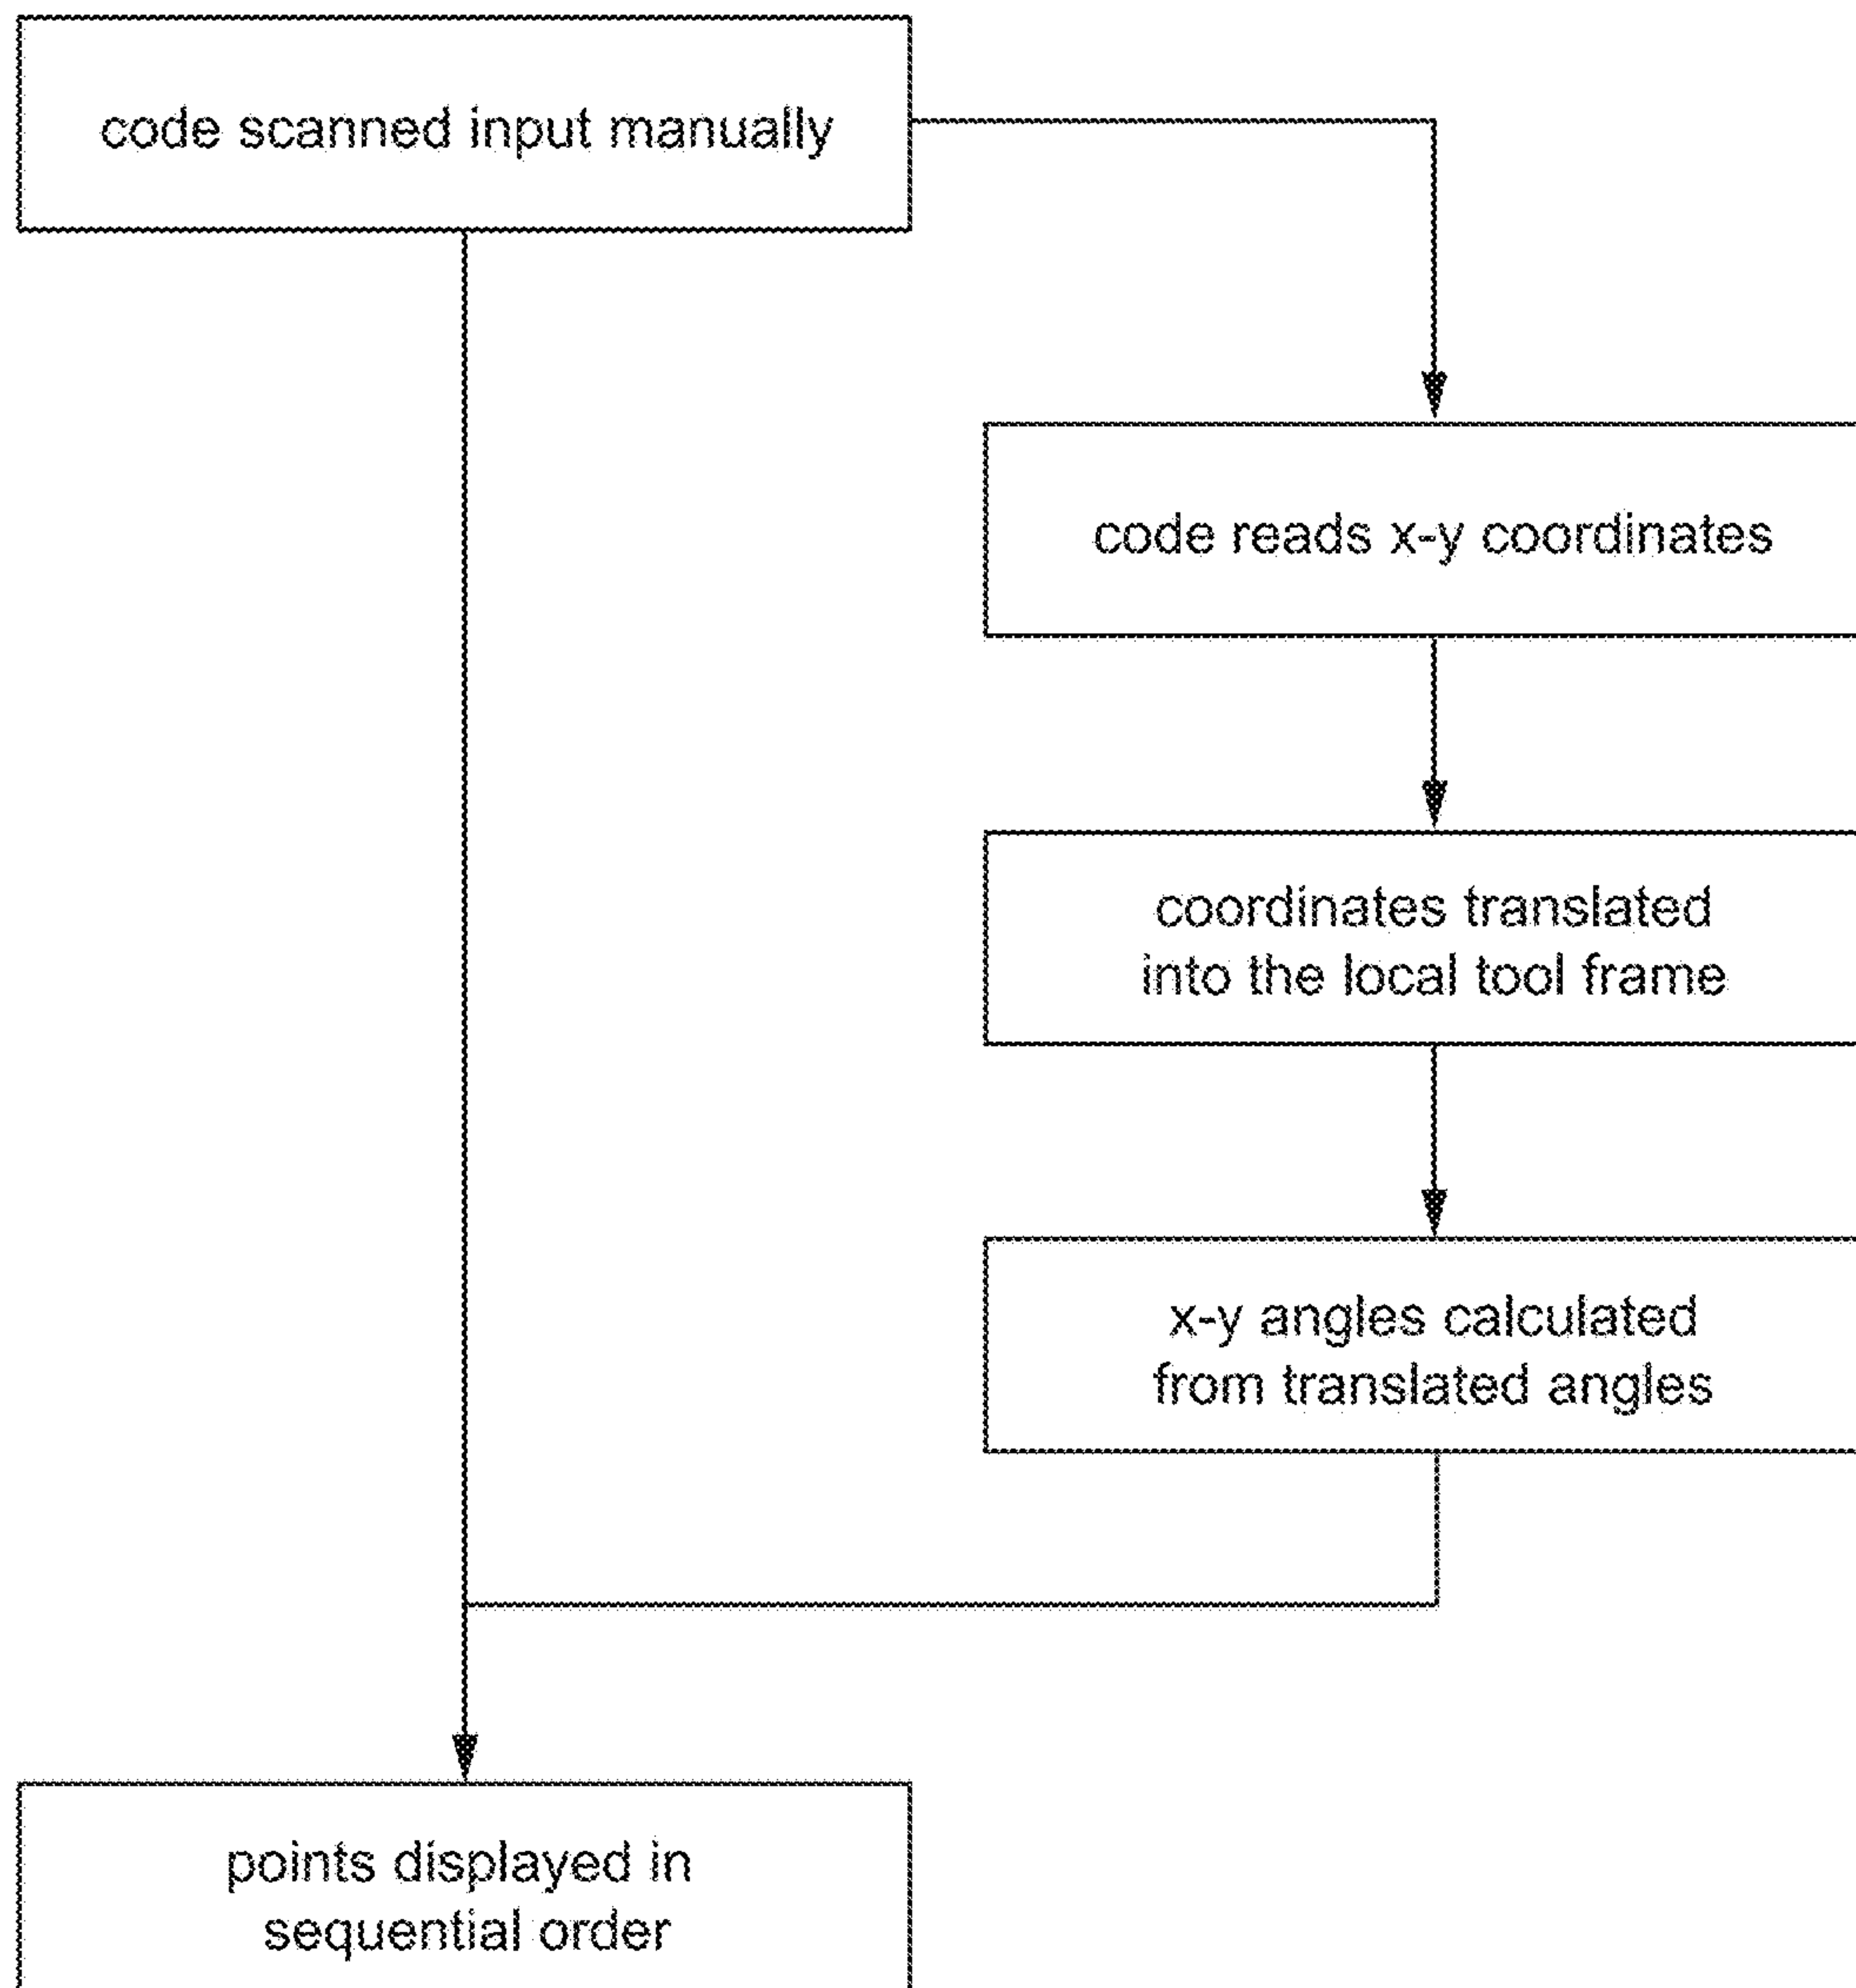 code scanned input manually
code reads x-y coordinates
coordinates translated
into the local tool frame
x-y angles calculated
from translated angles
points displayed in
sequential order